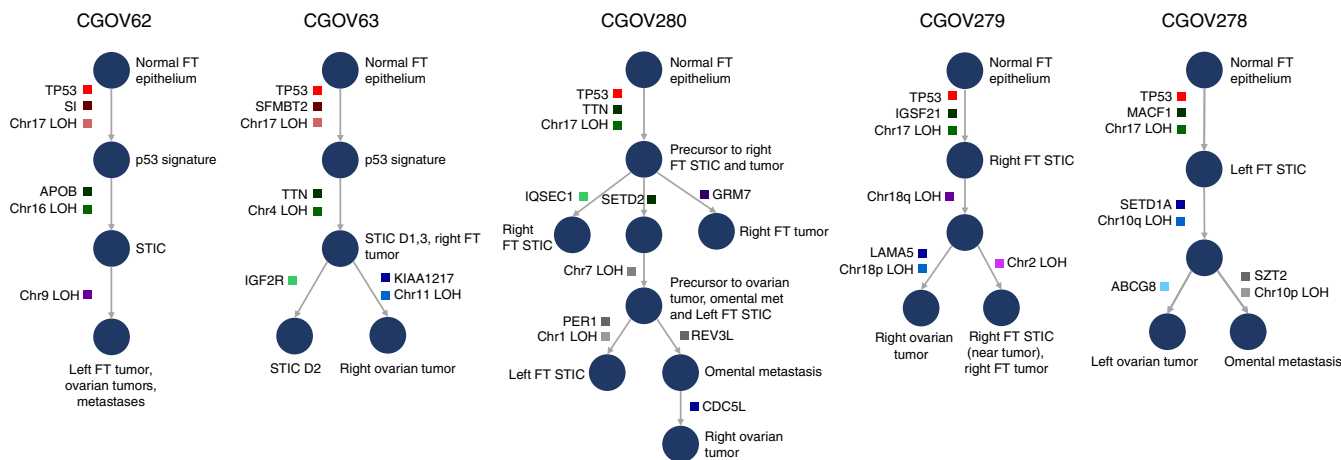 CGOV62
Normal FT
epithelium
TP53
SI
Chr17 LOH
p53 signature
APOB
Chr16 LOH
STIC
Chr9 LOH
Left FT tumor,
ovarian tumors,
metastases
CGOV63
Normal FT
epithelium
TP53
SFMBT2
Chr17 LOH
p53 signature
TTN
Chr4 LOH
STIC D1,3, right FT
tumor
IGF2R
KIAA1217
Chr11 LOH
STIC D2
Right ovarian tumor
CGOV280
Normal FT
epithelium
TP53
TTN
Chr17 LOH
Precursor to right
FT STIC and tumor
IQSEC1
SETD2
GRM7
Right
FT STIC
Right FT tumor
Chr7 LOH
Precursor to ovarian
tumor, omental met
and Left FT STIC
PER1
Chr1 LOH
REV3L
Left FT STIC
Omental metastasis
CDC5L
Right ovarian
tumor
CGOV279
Normal FT
epithelium
TP53
IGSF21
Chr17 LOH
Right FT STIC
Chr18q LOH
LAMA5
Chr18p LOH
Chr2 LOH
Right ovarian
tumor
Right FT STIC
(near tumor),
right FT tumor
CGOV278
Normal FT
epithelium
TP53
MACF1
Chr17 LOH
Left FT STIC
SETD1A
Chr10q LOH
ABCG8
SZT2
Chr10p LOH
Left ovarian tumor
Omental metastasis